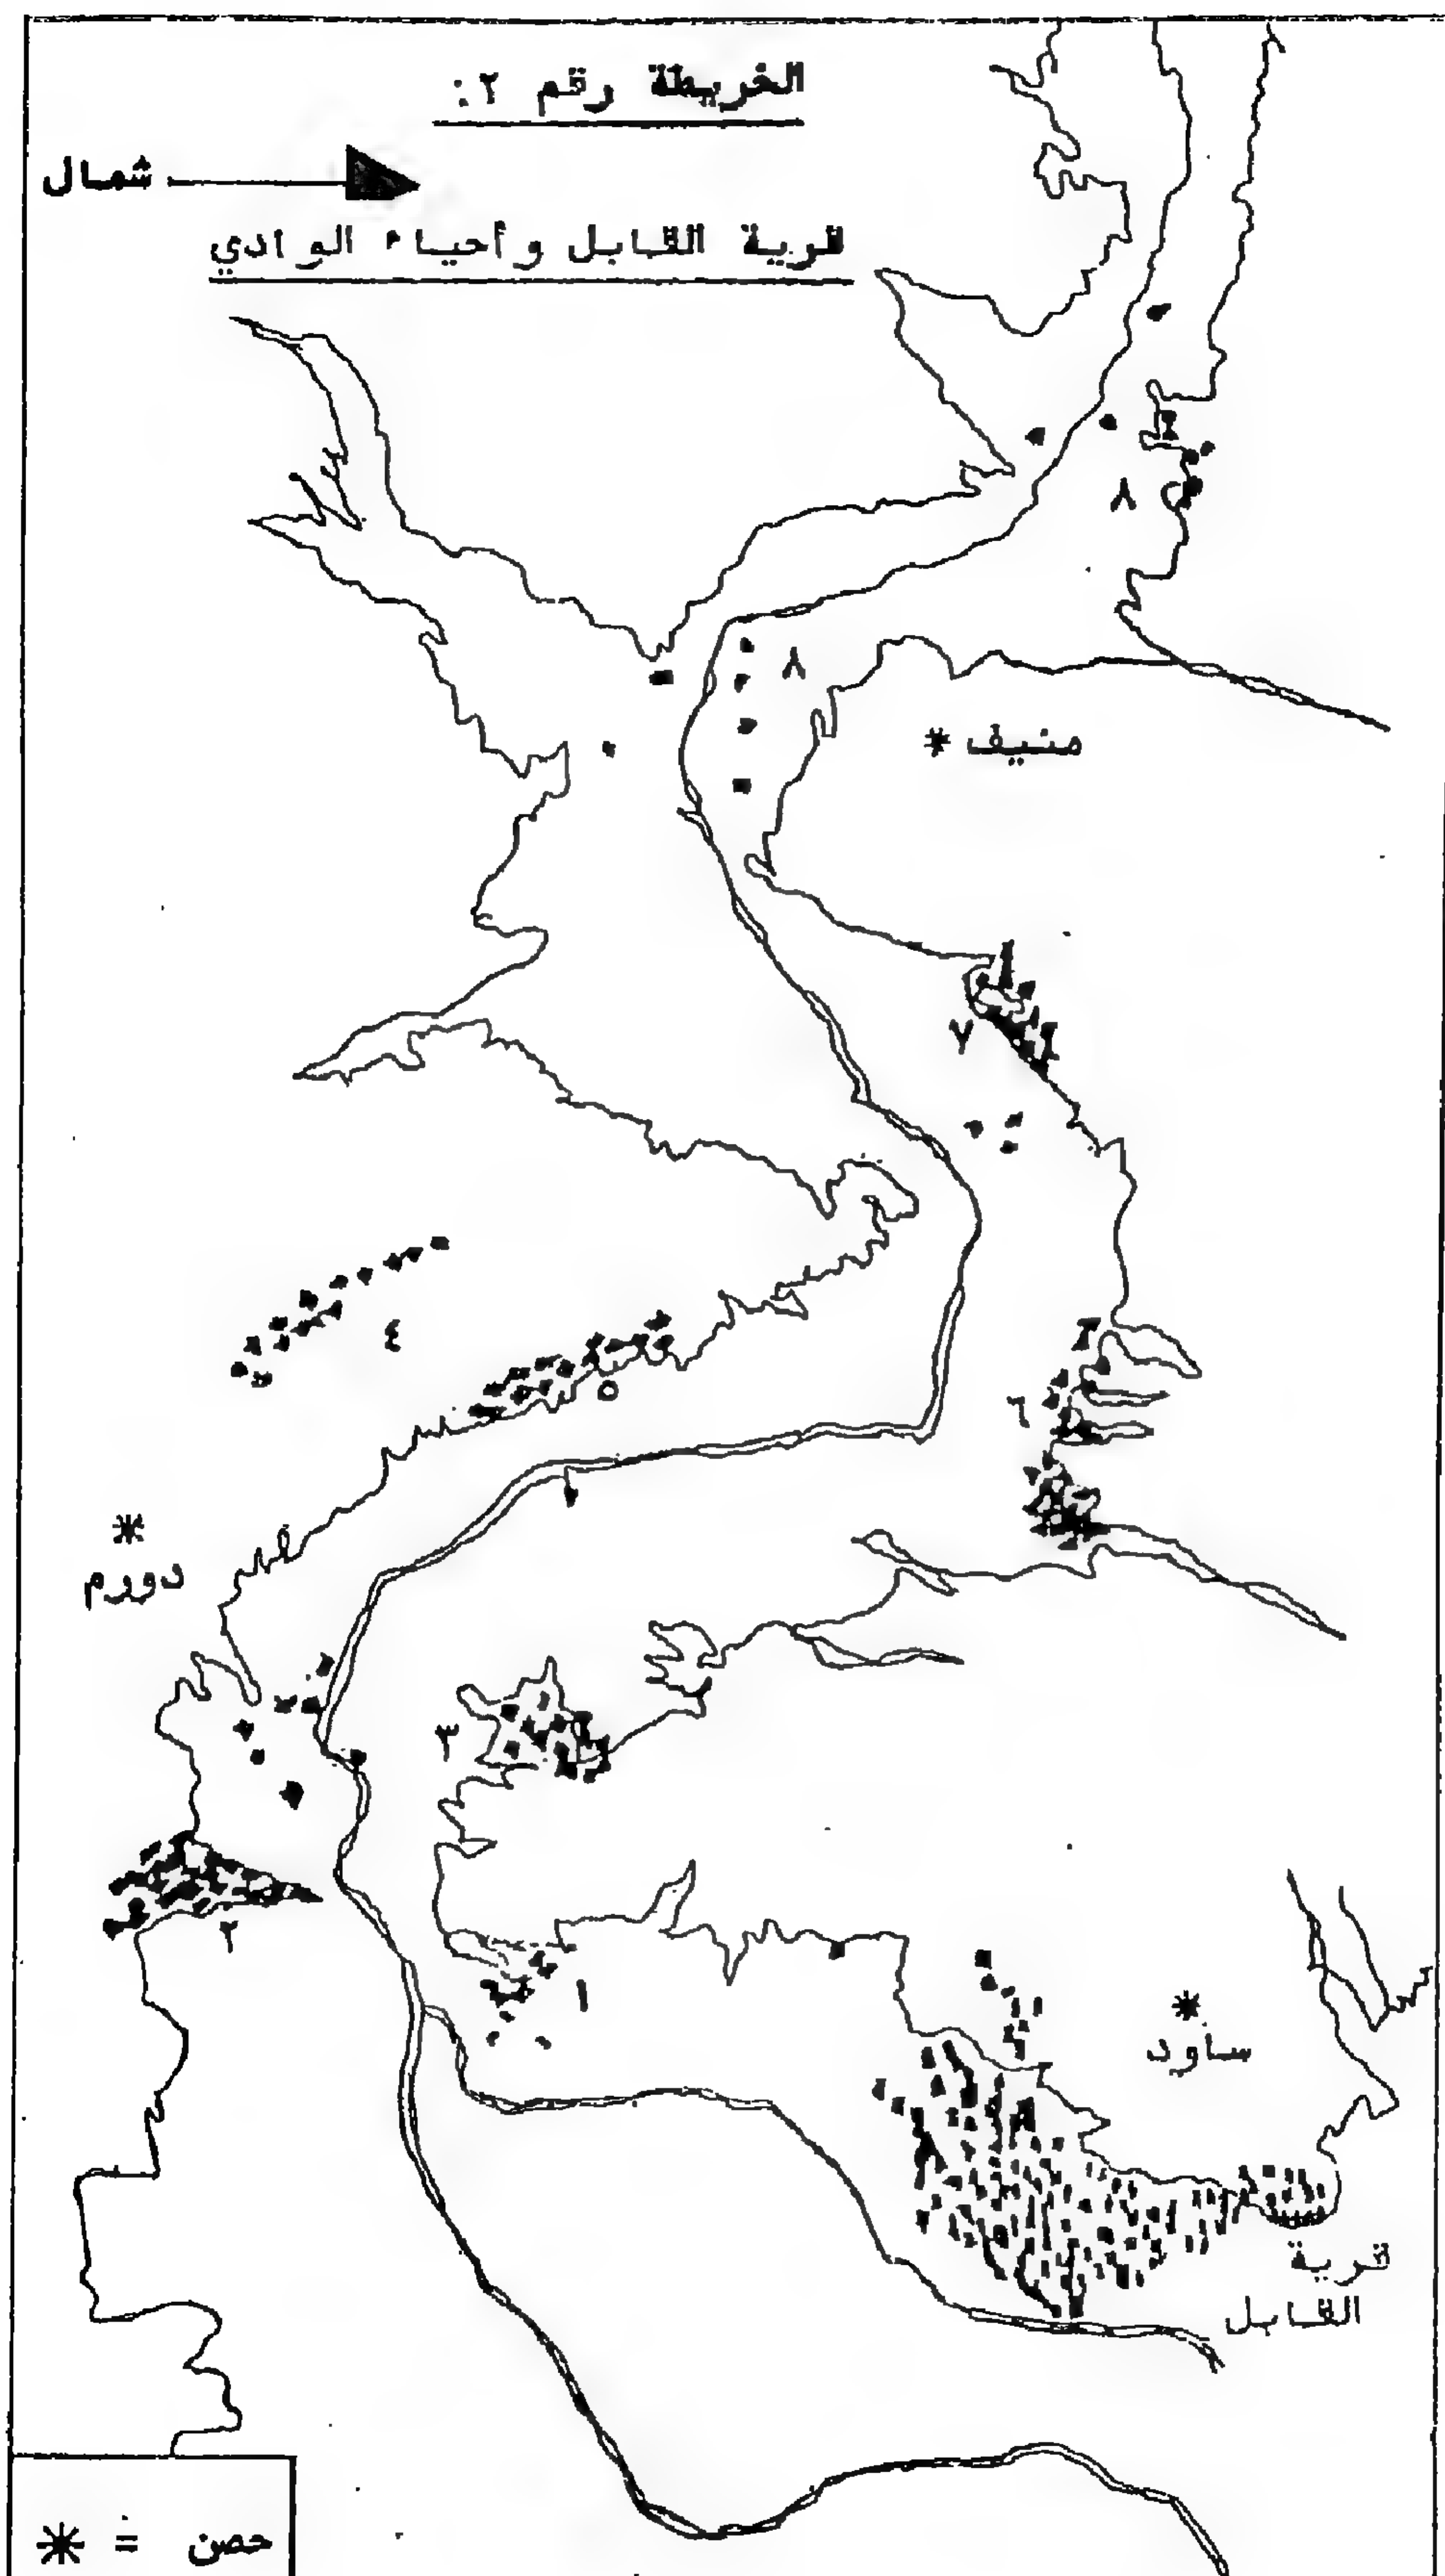 الخريطة رقم ٢:
شمال
قرية القابل وأحياء الوادي
٨
٨
منيف *
٧
٤
٥
٦
*
دورم
٣
٢
١
*
ساود
قرية
القابل
حصن = *